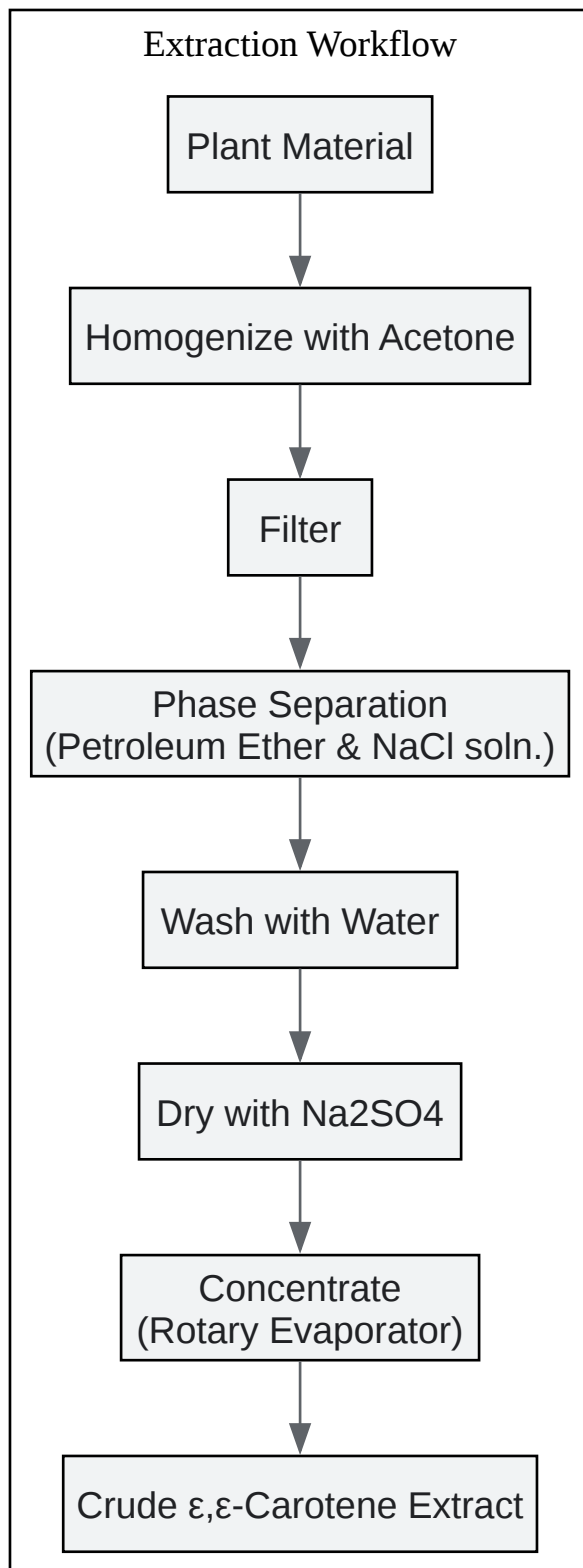 Extraction Workflow
Plant Material
Homogenize with Acetone
Filter
Phase Separation
(Petroleum Ether & NaCl soln.)
Wash with Water
Dry with Na2SO4
Concentrate
(Rotary Evaporator)
Crude ε,ε-Carotene Extract